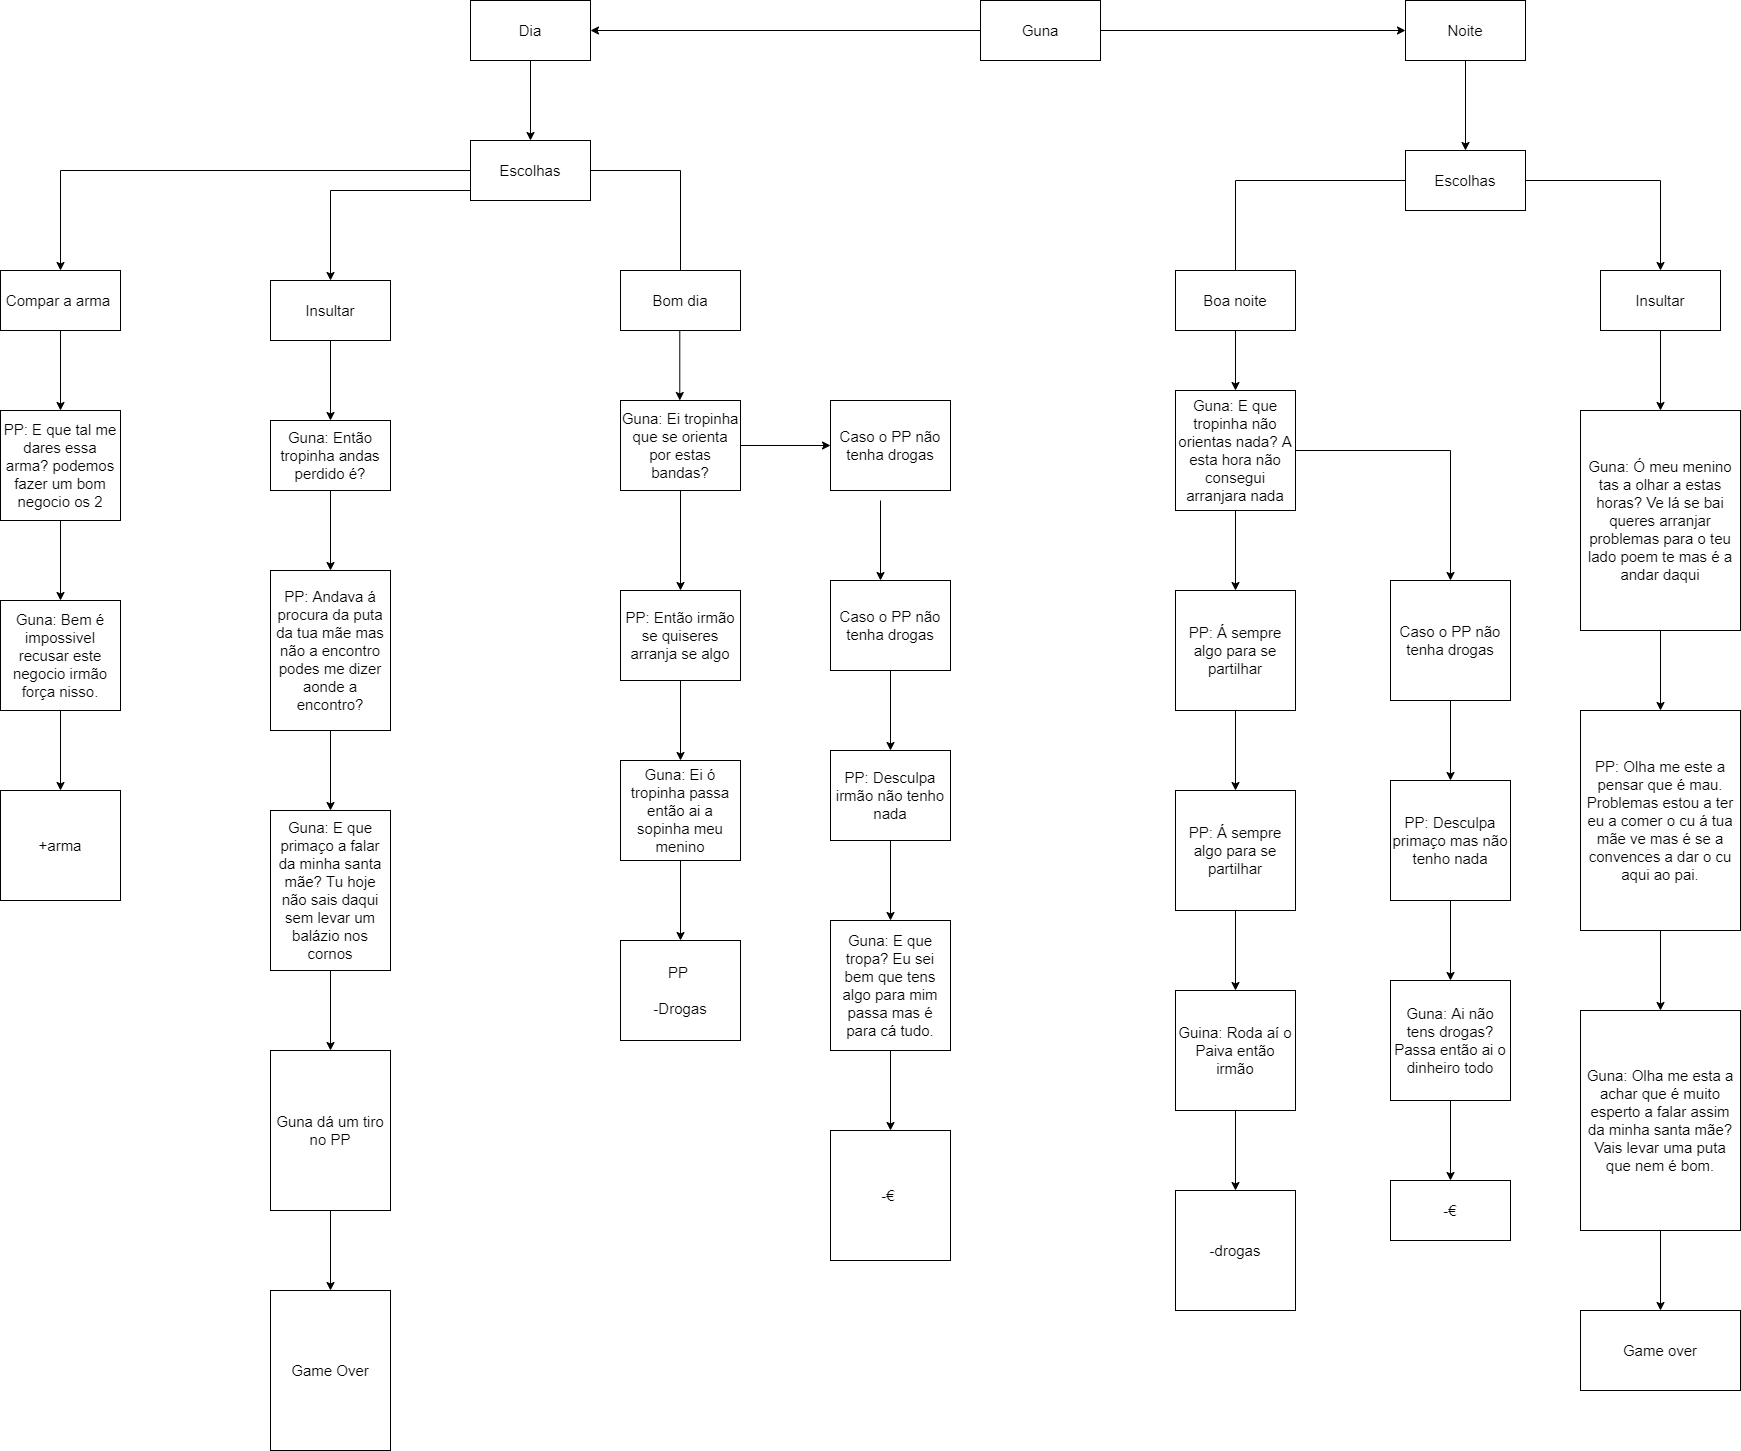 Dia
Guna
Noite
Escolhas
Escolhas
Compar a arma
PP: E que tal me
dares essa
arma? podemos
fazer um bom
negocio os 2
Guna: Bem é
impossivel
recusar este
negocio irmão
força nisso.
+arma
Insultar
Guna: Então
tropinha andas
perdido é?
PP: Andava á
procura da puta
da tua mãe mas
não a encontro
podes me dizer
aonde a
encontro?
Guna: E que
primaço a falar
da minha santa
mãe? Tu hoje
não sais daqui
sem levar um
balázio nos
cornos
Guna dá um tiro
no PP
Game Over
Bom dia
Guna: Ei tropinha
que se orienta
por estas
bandas?
PP: Então irmão
se quiseres
arranja se algo
Guna: Ei ó
tropinha passa
então ai a
sopinha meu
menino
PP
-Drogas
Caso o PP não
tenha drogas
Caso o PP não
tenha drogas
PP: Desculpa
irmão não tenho
nada
Guna: E que
tropa? Eu sei
bem que tens
algo para mim
passa mas é
para cá tudo.
-€
Boa noite
Guna: E que
tropinha não
orientas nada? A
esta hora não
consegui
arranjara nada
PP: Á sempre
algo para se
partilhar
PP: Á sempre
algo para se
partilhar
Guina: Roda aí o
Paiva então
irmão
-drogas
Caso o PP não
tenha drogas
PP: Desculpa
primaço mas não
tenho nada
Guna: Ai não
tens drogas?
Passa então ai o
dinheiro todo
-€
Insultar
Guna: Ó meu menino
tas a olhar a estas
horas? Ve lá se bai
queres arranjar
problemas para o teu
lado poem te mas é a
andar daqui
PP: Olha me este a
pensar que é mau.
Problemas estou a ter
eu a comer o cu á tua
mãe ve mas é se a
convences a dar o cu
aqui ao pai.
Guna: Olha me esta a
achar que é muito
esperto a falar assim
da minha santa mãe?
Vais levar uma puta
que nem é bom.
Game over